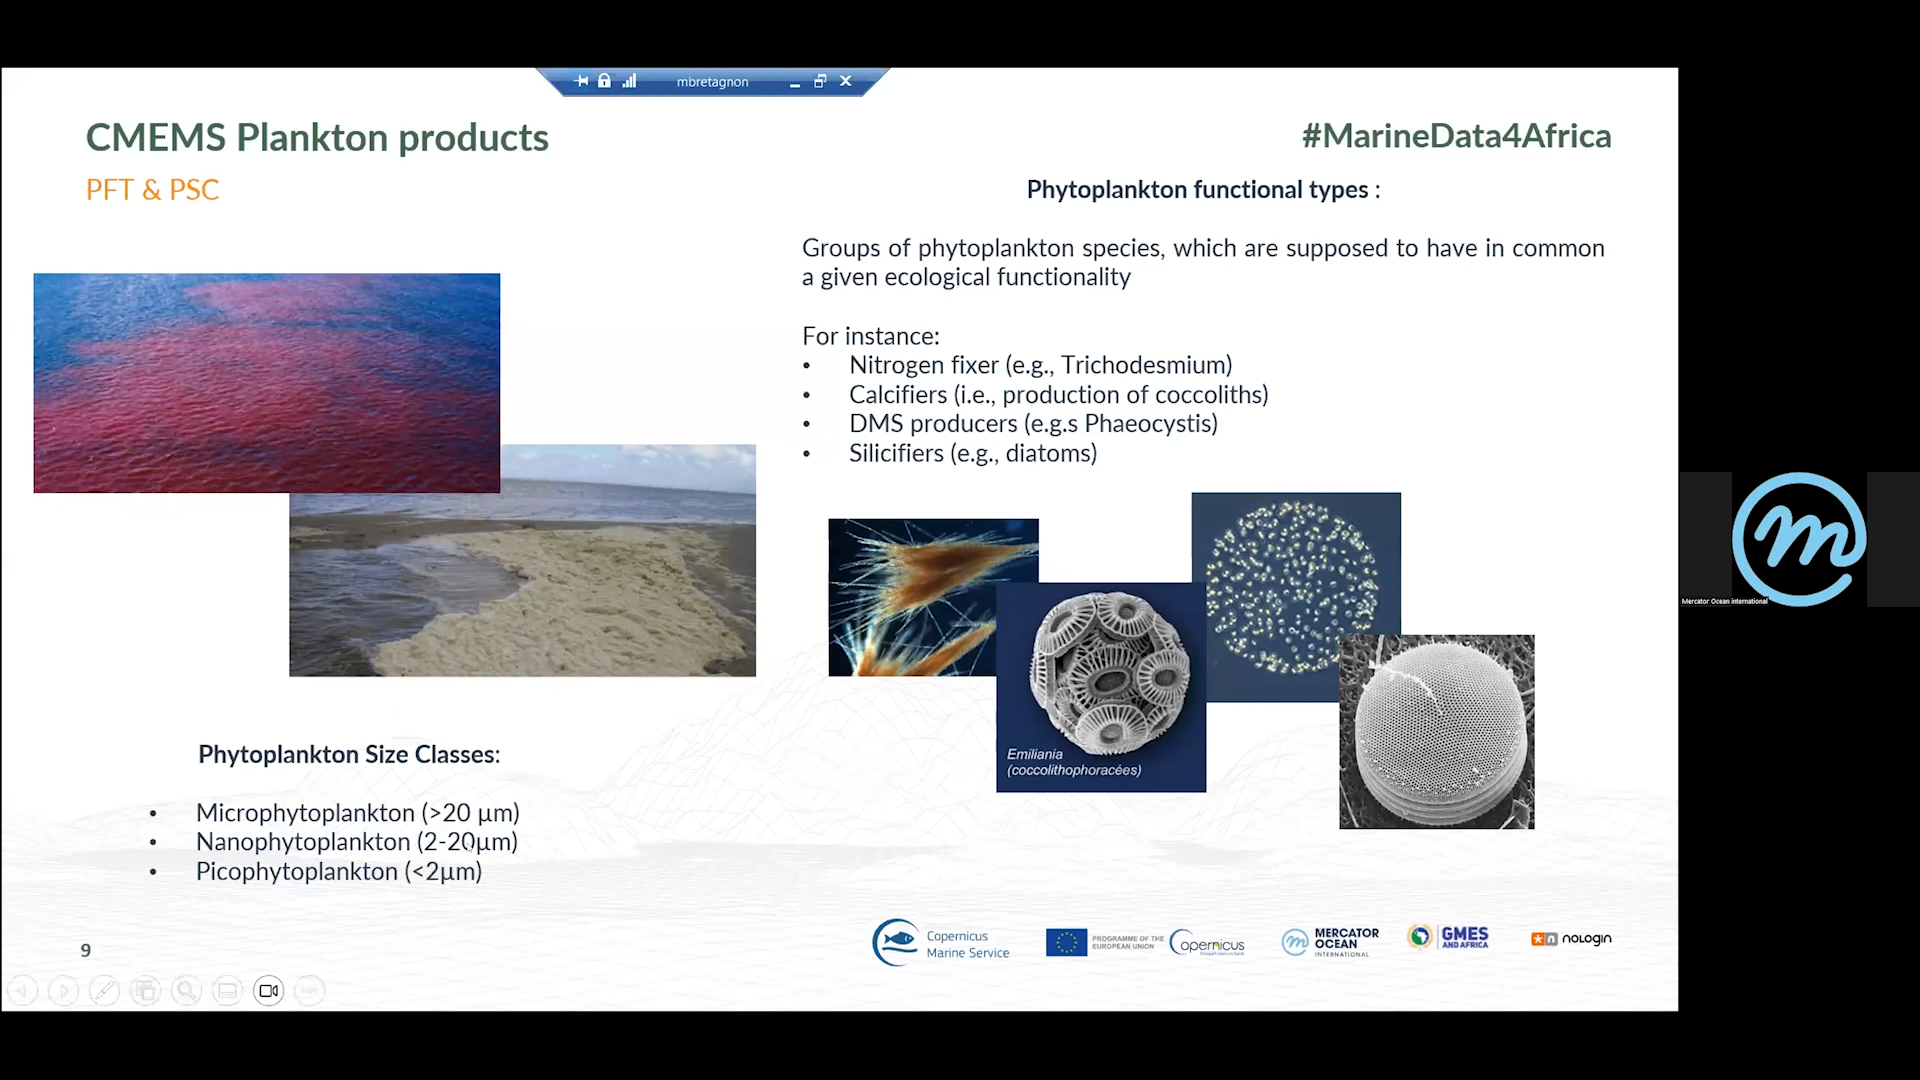 mbretagnon
CMEMS Plankton products
#MarineData4Africa
PFT & PSC
Phytoplankton functional types :
Groups of phytoplankton species, which are supposed to have in common
a given ecological functionality
For instance:
• Nitrogen fixer (e.g., Trichodesmium)
• Calcifiers (i.e., production of coccoliths)
• DMS producers (e.g.s Phaeocystis)
• Silicifiers (e.g., diatoms)
Emiliania
(coccolithophoracées)
Phytoplankton Size Classes:
• Microphytoplankton (>20 µm)
• Nanophytoplankton (2-20µm)
• Picophytoplankton (<2µm)
9
Copernicus
Marine Service
PROGRAMME OF THE
EUROPEAN UNION
opernicus
MERCATOR
OCEAN
INTERNATIONAL
GMES
AND AFRICA
nologin
m
Mercator Ocean international